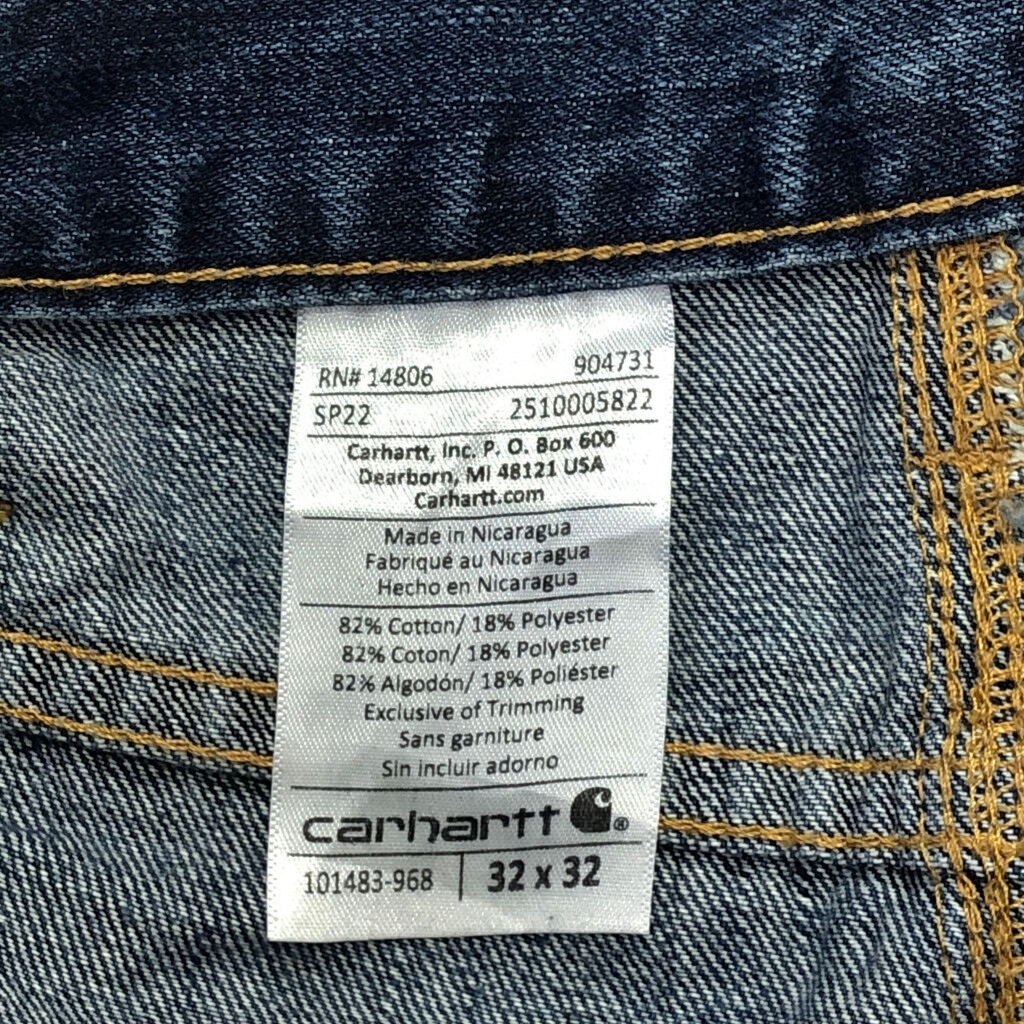 RN# 14806 904731
SP22 2510005822
Carhartt, Inc. P. O. Box 600
Dearborn, MI 48121 USA
Carhartt.com
Made in Nicaragua
Fabriqué au Nicaragua
Hecho en Nicaragua
82% Cotton/ 18% Polyester
82% Coton/ 18% Polyester
82% Algodón/ 18% Poliéster
Exclusive of Trimming
Sans garniture
Sin incluir adorno
carhartt ®
101483-968 32 x 32